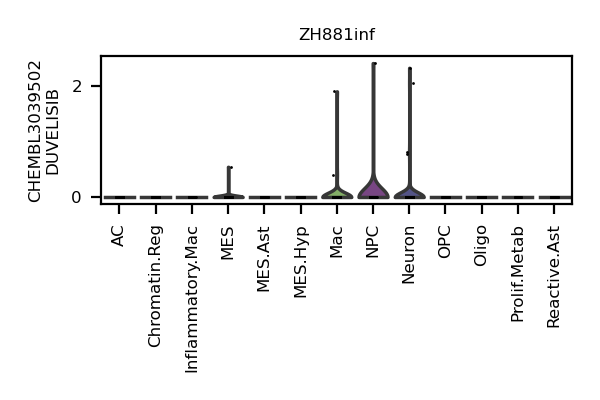 ZH881inf
CHEMBL3039502
DUVELISIB
2
0
AC
Chromatin.Reg
Inflammatory.Mac
MES
MES.Ast
MES.Hyp
Mac
NPC
Neuron
OPC
Oligo
Prolif.Metab
Reactive.Ast